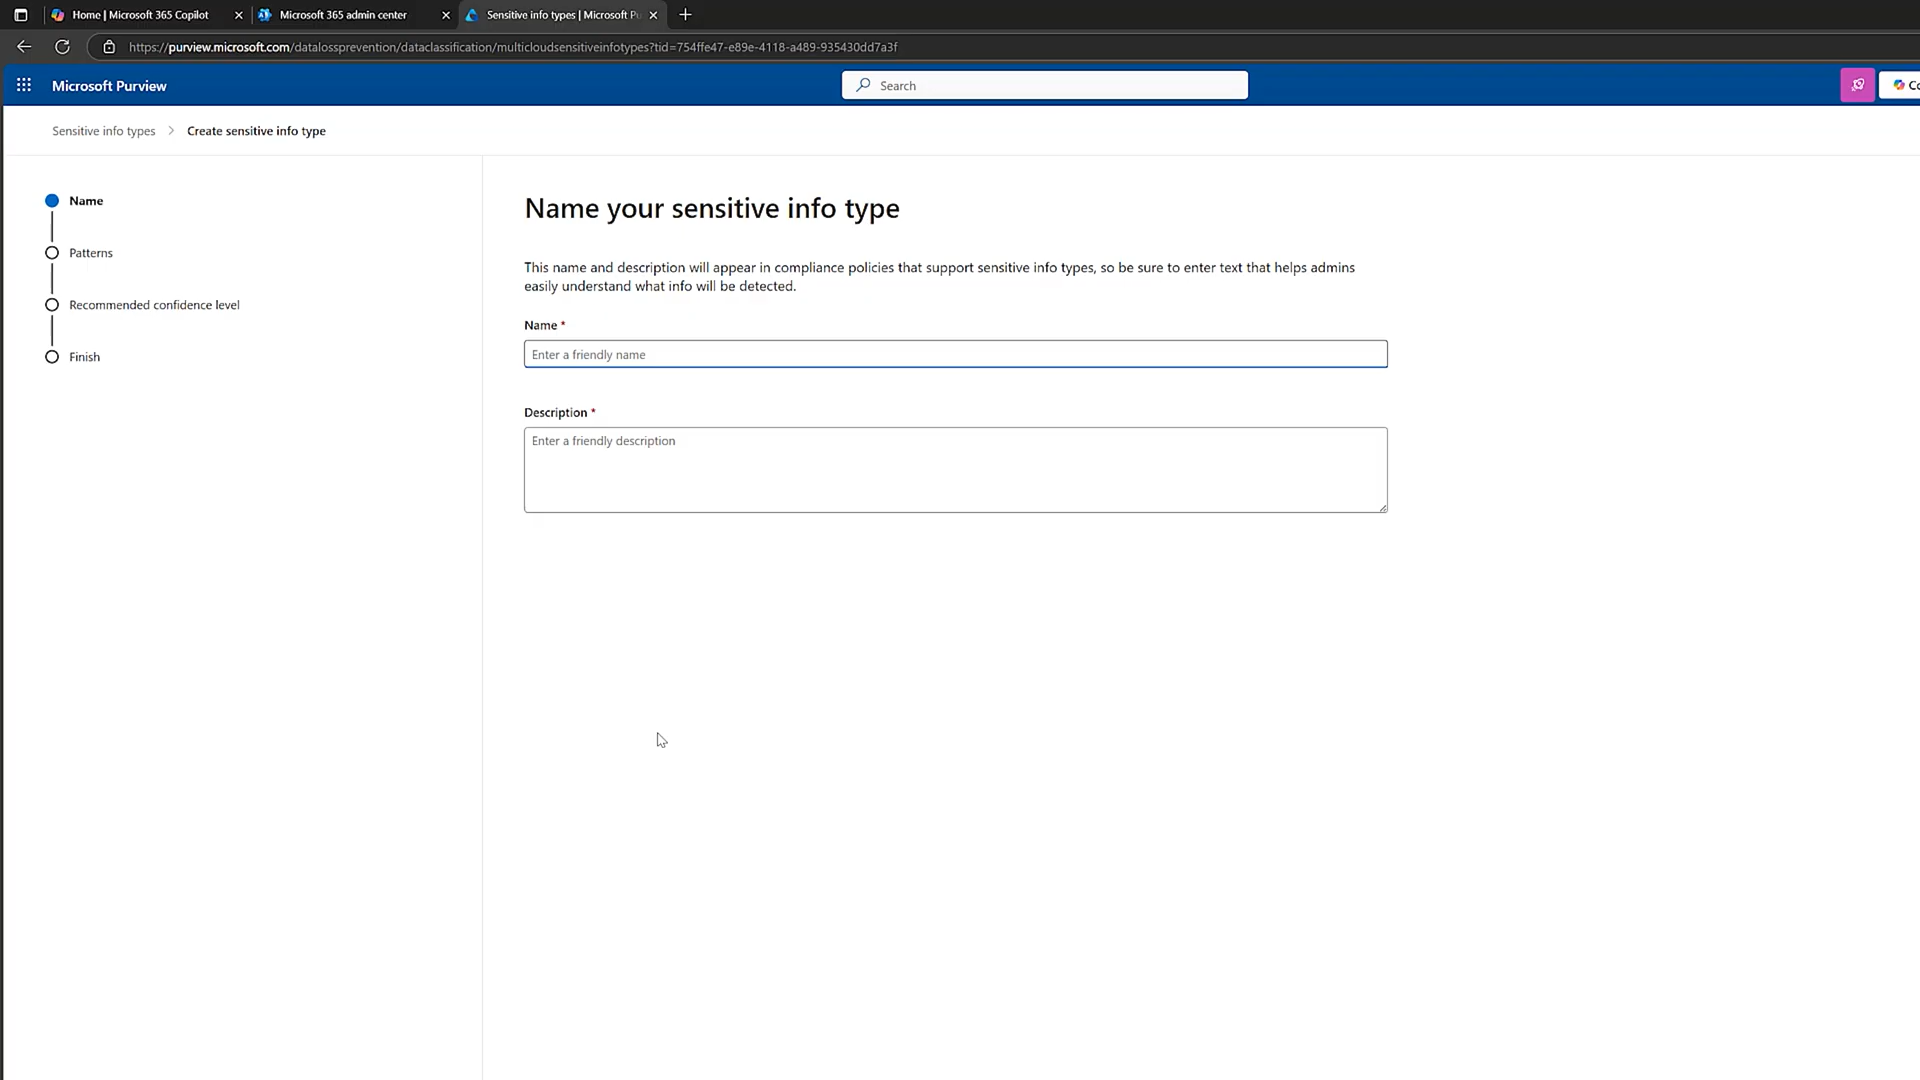 Home | Microsoft 365 Copilot
Microsoft 365 admin center
Sensitive info types | Microsoft Pu
https://purview.microsoft.com/datalossprevention/dataclassification/multicloudsensitiveinfotypes?tid=754ffe47-e89e-4118-a489-935430dd7a3f
Microsoft Purview
Search
Co
Sensitive info types
Create sensitive info type
Name
Patterns
Recommended confidence level
Finish
Name your sensitive info type
This name and description will appear in compliance policies that support sensitive info types, so be sure to enter text that helps admins
easily understand what info will be detected.
Name *
Enter a friendly name
Description *
Enter a friendly description